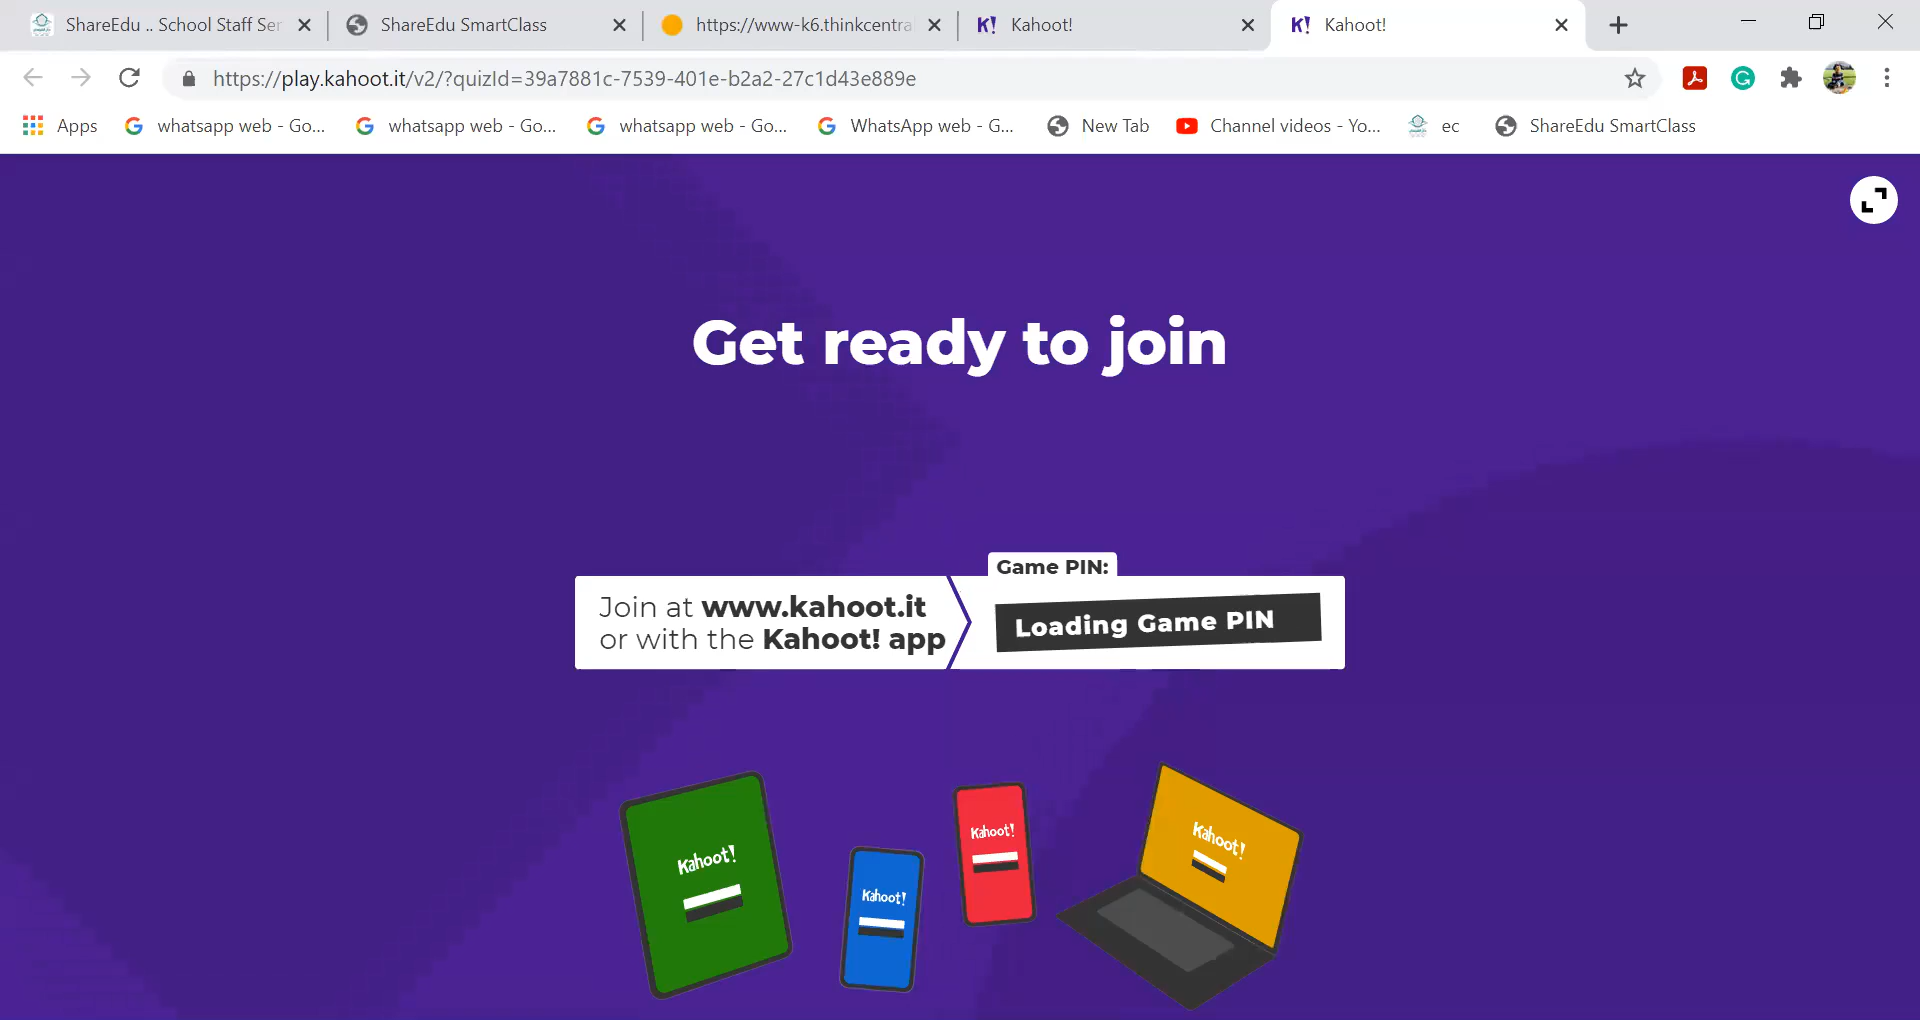 ShareEdu .. School Staff Ser
ShareEdu SmartClass
https://www-k6.thinkcentra
K! Kahoot!
K! Kahoot!
https://play.kahoot.it/v2/?quizId=39a7881c-7539-401e-b2a2-27c1d43e889e
Apps
whatsapp web - Go...
whatsapp web - Go...
whatsapp web - Go...
WhatsApp web - G...
New Tab
Channel videos - Yo...
ec
ShareEdu SmartClass
Get ready to join
Game PIN:
Join at www.kahoot.it
or with the Kahoot! app
Loading Game PIN
Kahoot!
Kahoot!
Kahoot!
Kahoot!